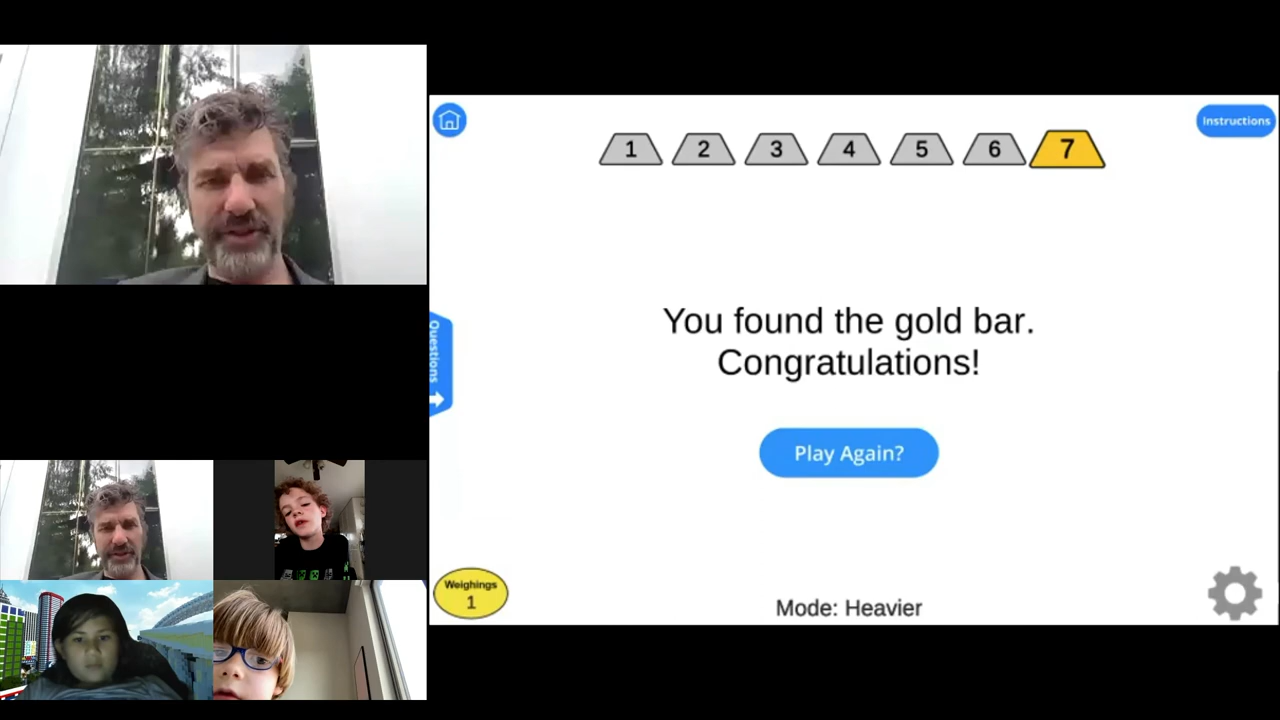 Instructions
1 2 3 4 5 6 7
Questions
You found the gold bar.
Congratulations!
Play Again?
Weighings
1
Mode: Heavier